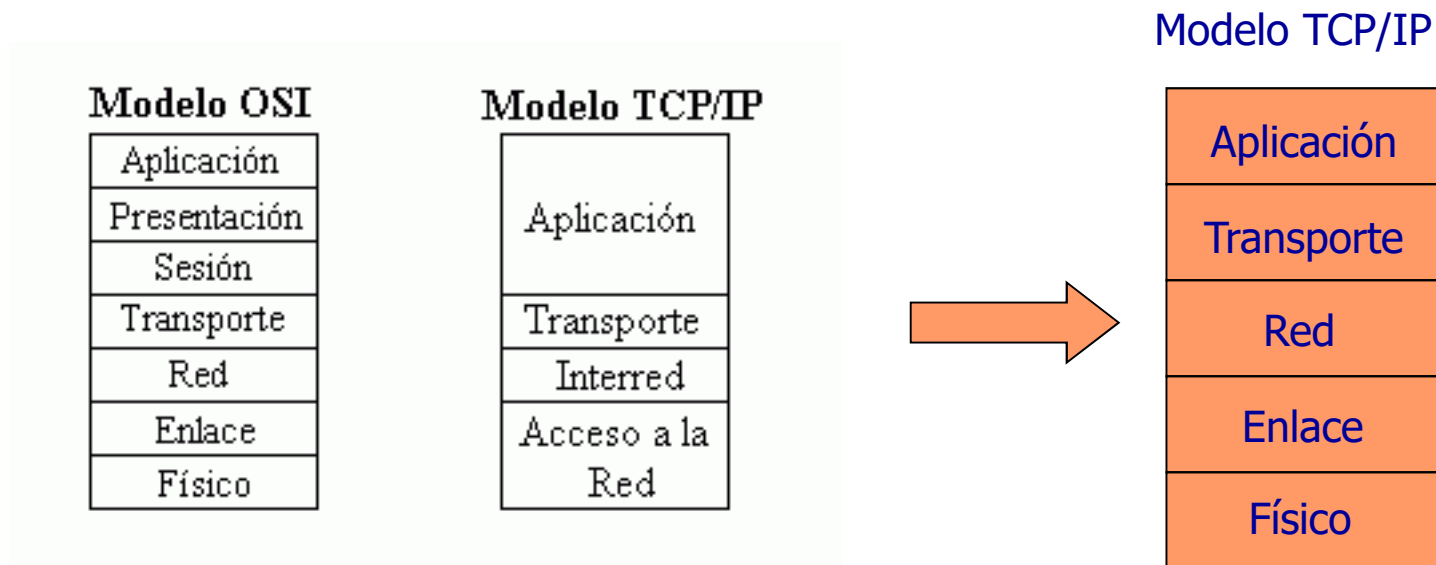 Modelo OSI
Aplicación
Presentación
Sesión
Transporte
Red
Enlace
Físico
Modelo TCP/IP
Aplicación
Transporte
Interred
Acceso a la
Red
Modelo TCP/IP
Aplicación
Transporte
Red
Enlace
Físico